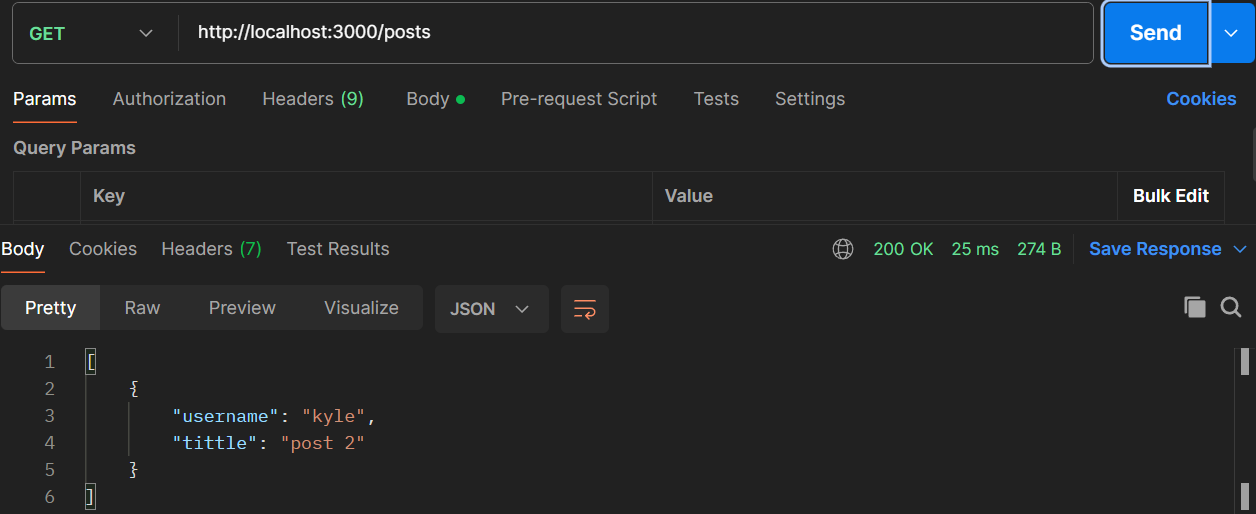 GET http://localhost:3000/posts Send
Params Authorization Headers (9) Body Pre-request Script Tests Settings Cookies
Query Params
Key Value Bulk Edit
Body Cookies Headers (7) Test Results 200 OK 25 ms 274 B Save Response
Pretty Raw Preview Visualize JSON
1 [
2 {
3 "username": "kyle",
4 "tittle": "post 2"
5 }
6 ]